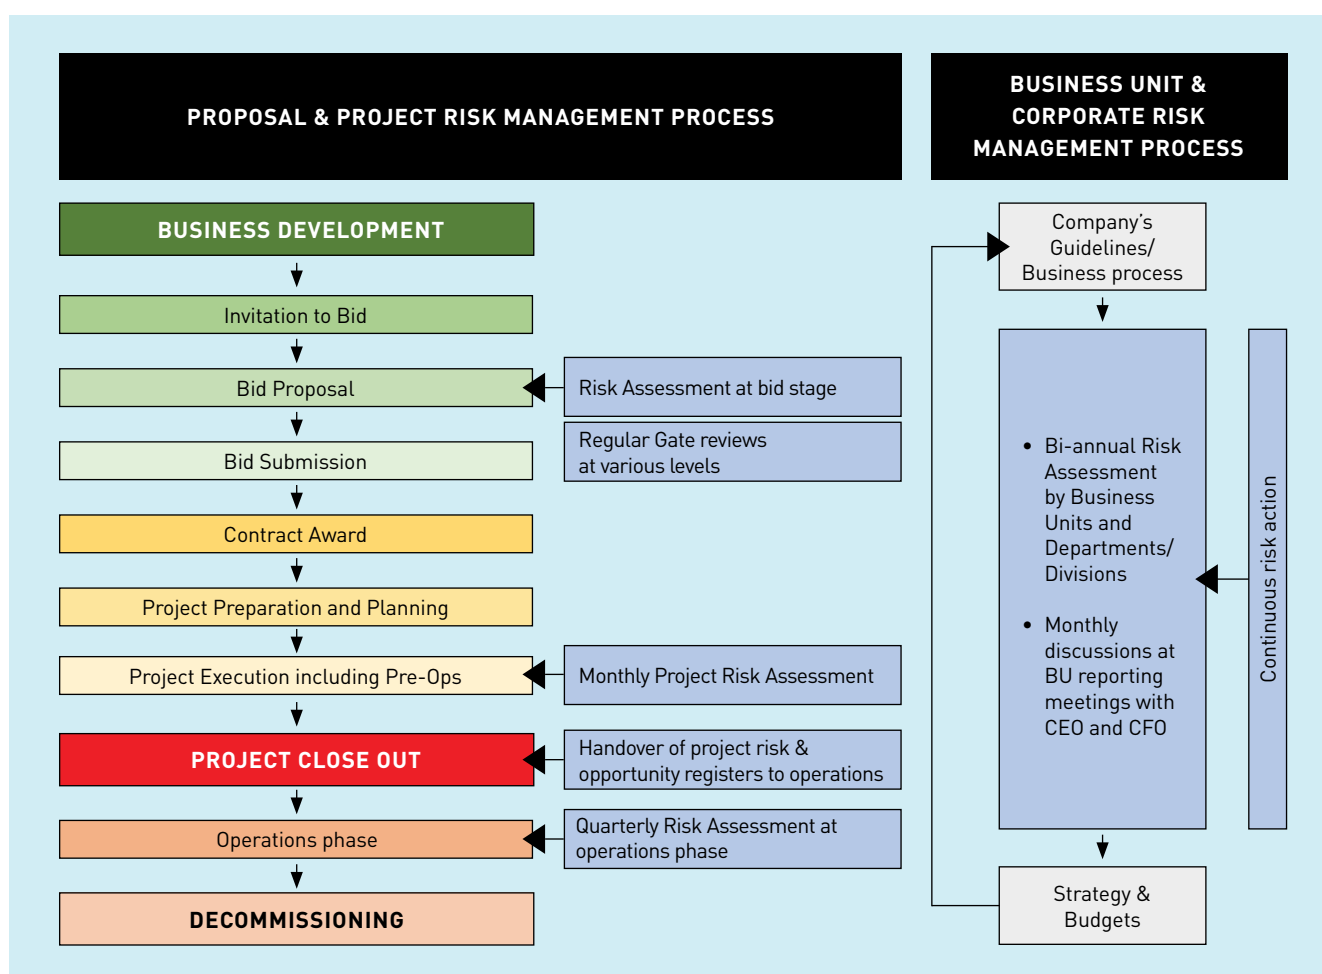 PROPOSAL & PROJECT RISK MANAGEMENT PROCESS
BUSINESS DEVELOPMENT
Invitation to Bid
Bid Proposal
Risk Assessment at bid stage
Regular Gate reviews
at various levels
Bid Submission
Contract Award
Project Preparation and Planning
Project Execution including Pre-Ops
Monthly Project Risk Assessment
PROJECT CLOSE OUT
Handover of project risk &
opportunity registers to operations
Operations phase
Quarterly Risk Assessment at
operations phase
DECOMMISSIONING
BUSINESS UNIT &
CORPORATE RISK
MANAGEMENT PROCESS
Company’s
Guidelines/
Business process
• Bi-annual Risk
Assessment
by Business
Units and
Departments/
Divisions
• Monthly
discussions at
BU reporting
meetings with
CEO and CFO
Continuous risk action
Strategy &
Budgets